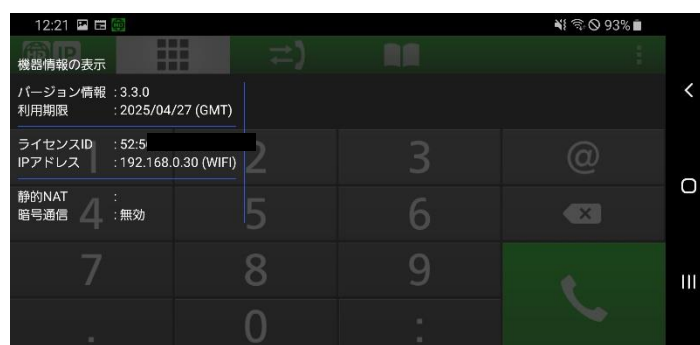 12:21 93%
HD IP
機器情報の表示
バージョン情報 : 3.3.0
利用期限 : 2025/04/27 (GMT)
ライセンスID : 52:5
IPアドレス : 192.168.0.30 (WIFI)
静的NAT :
暗号通信 : 無効
1 2 3 @
4 5 6
7 8 9
. 0 :